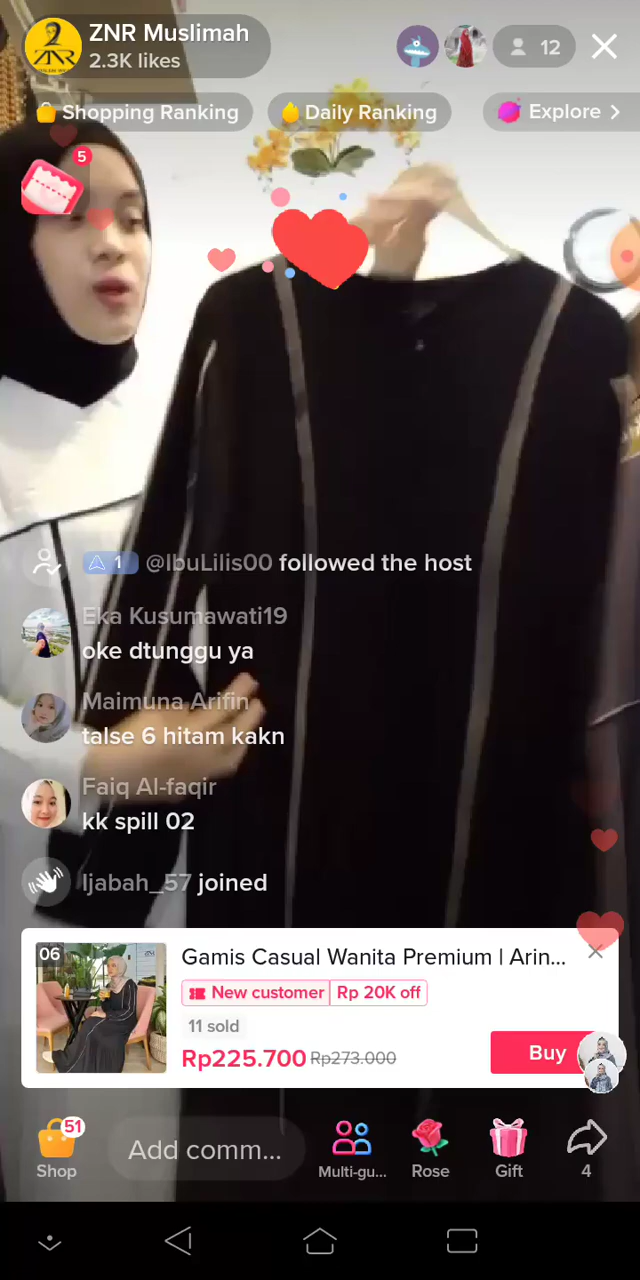 ZNR Muslimah
2.3K likes
12
Shopping Ranking
Daily Ranking
Explore
5
1 @IbuLilis00 followed the host
Eka Kusumawati19
oke dtunggu ya
Maimuna Arifin
talse 6 hitam kakn
Faiq Al-faqir
kk spill 02
Ijabah_57 joined
06
Gamis Casual Wanita Premium | Arin...
New customer Rp 20K off
11 sold
Rp225.700 Rp273.000
Buy
51
Shop
Add comm...
Multi-gu...
Rose
Gift
4
ZNR